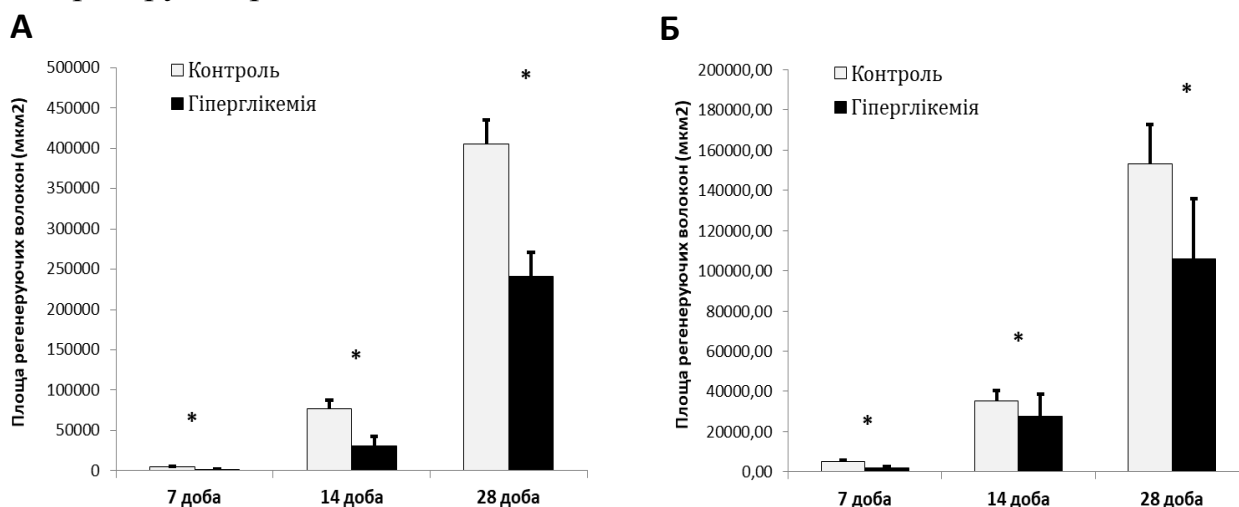 А
Площа регенеруючих волокон (мкм2)
500000
450000
400000
350000
300000
250000
200000
150000
100000
50000
0
Контроль
Гіперглікемія
*
*
*
7 доба
14 доба
28 доба
Б
Площа регенеруючих волокон (мкм2)
200000,00
180000,00
160000,00
140000,00
120000,00
100000,00
80000,00
60000,00
40000,00
20000,00
0,00
Контроль
Гіперглікемія
*
*
*
7 доба
14 доба
28 доба